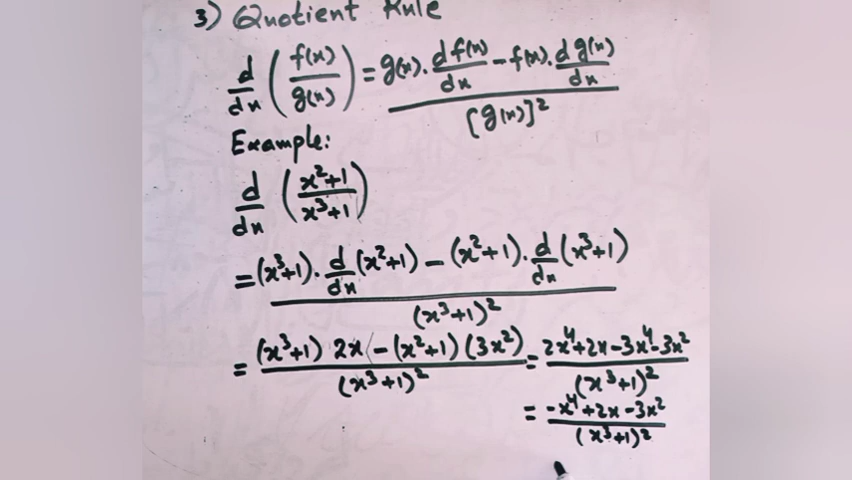 3) Quotient Rule
d/dx (f(x)/g(x)) = (g(x). d f(x)/dx - f(x). d g(x)/dx)/[g(x)]²
Example:
d/dx ((x²+1)/(x³+1))
= ((x³+1). d/dx (x²+1) - (x²+1). d/dx (x³+1))/(x³+1)²
= ((x³+1) 2x - (x²+1) (3x²))/(x³+1)² = (2x⁴+2x-3x⁴-3x²)/(x³+1)²
= (-x⁴+2x-3x²)/(x³+1)²